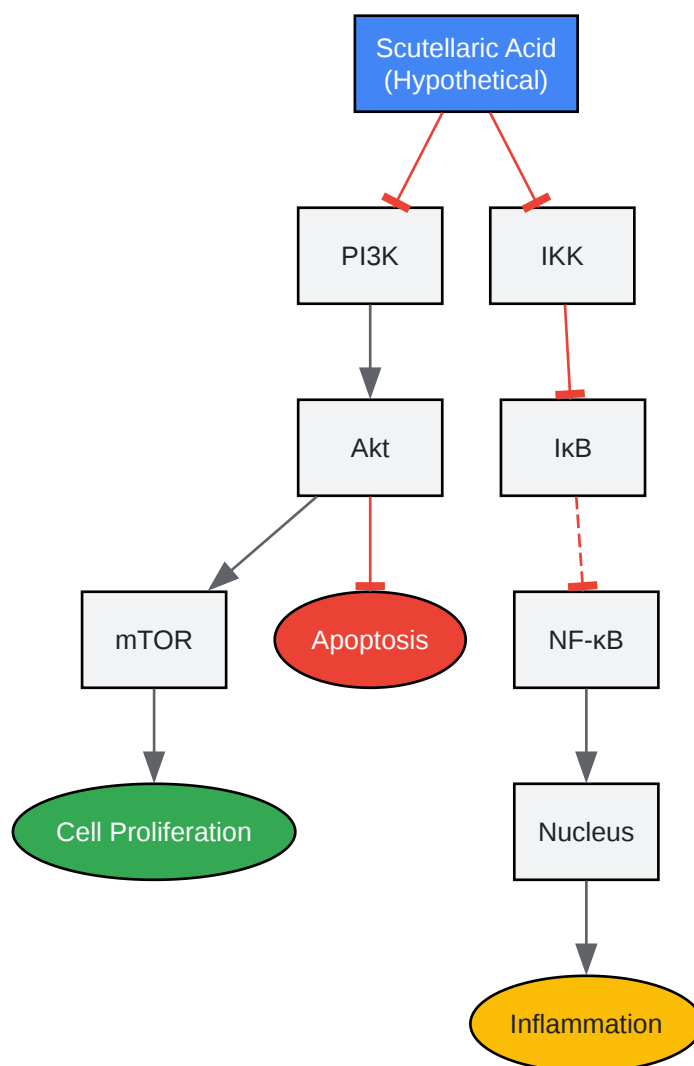 Scutellaric Acid
(Hypothetical)
PI3K
IKK
Akt
IκB
mTOR
Apoptosis
NF-κB
Cell Proliferation
Nucleus
Inflammation